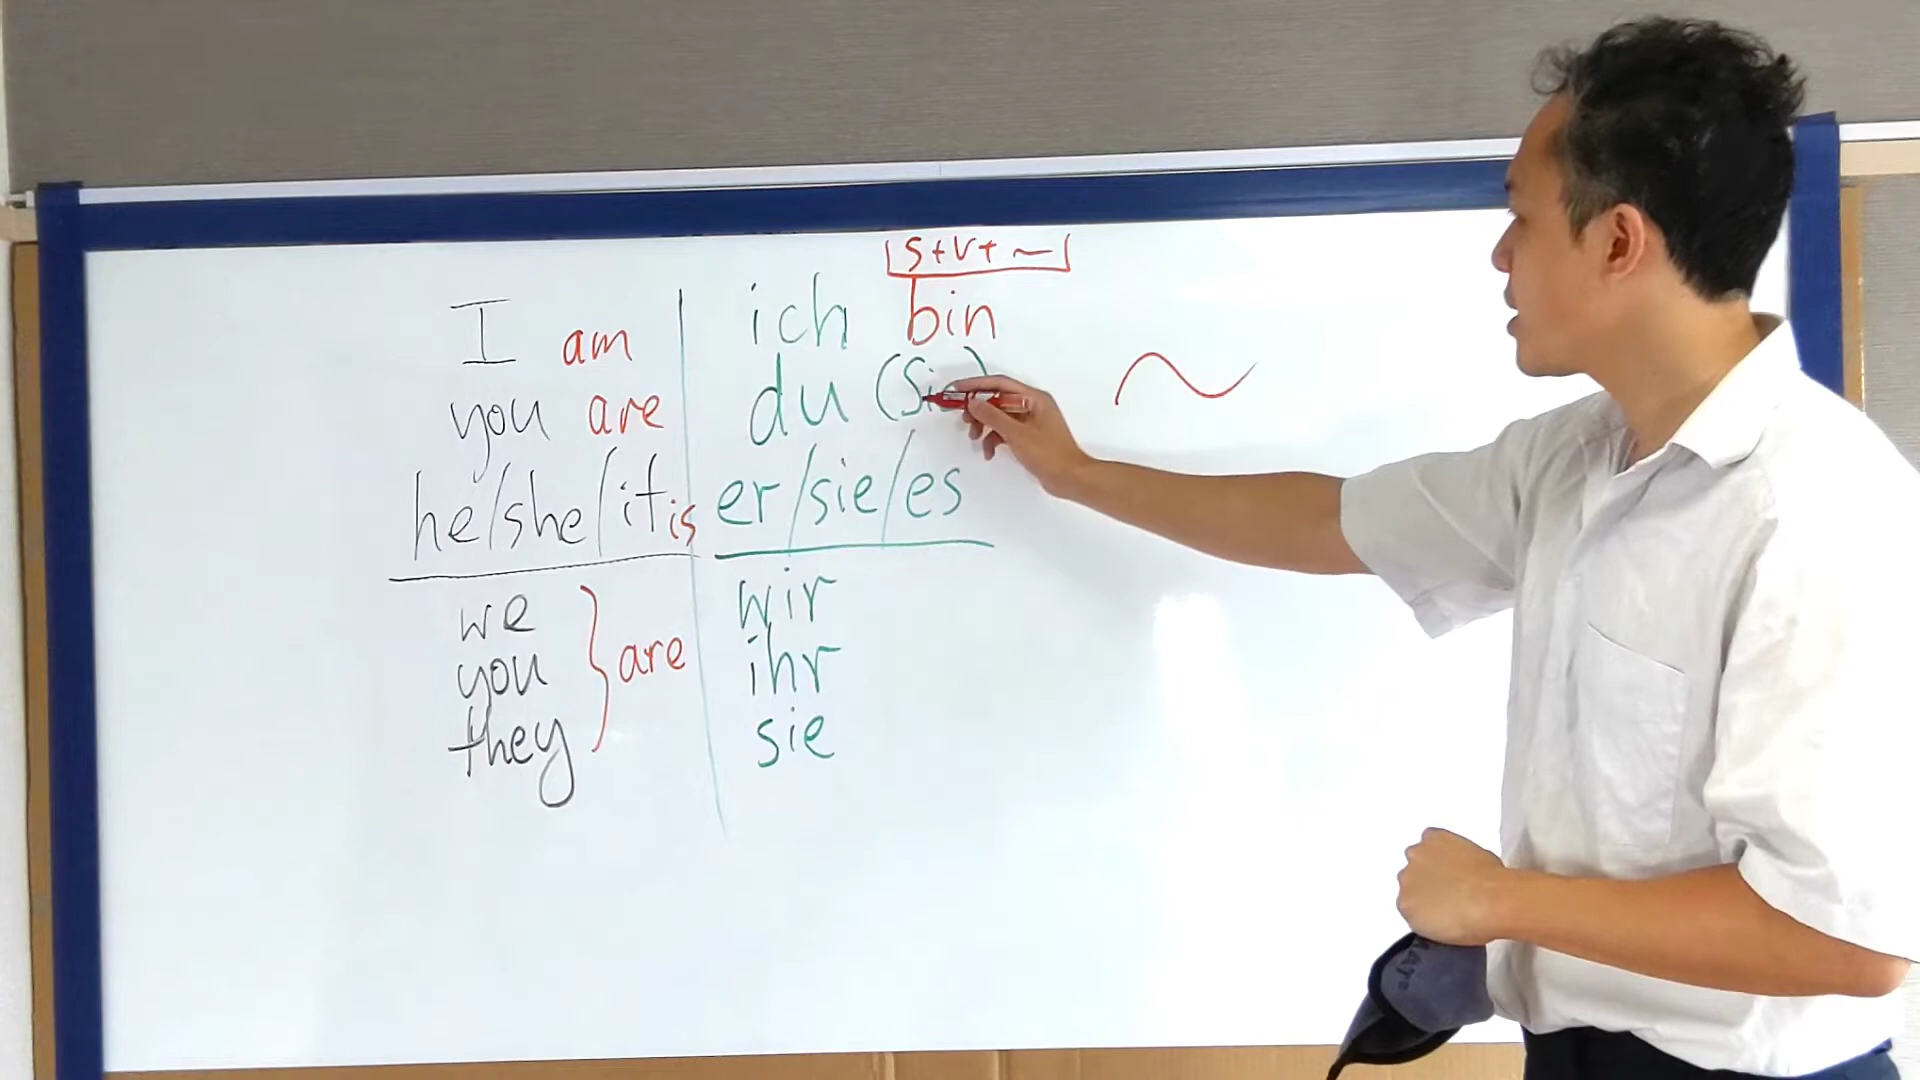 S+V+~
I am ich bin
you are du (Sie)
he/she/it is er/sie/es
we wir
you are ihr
they sie
~